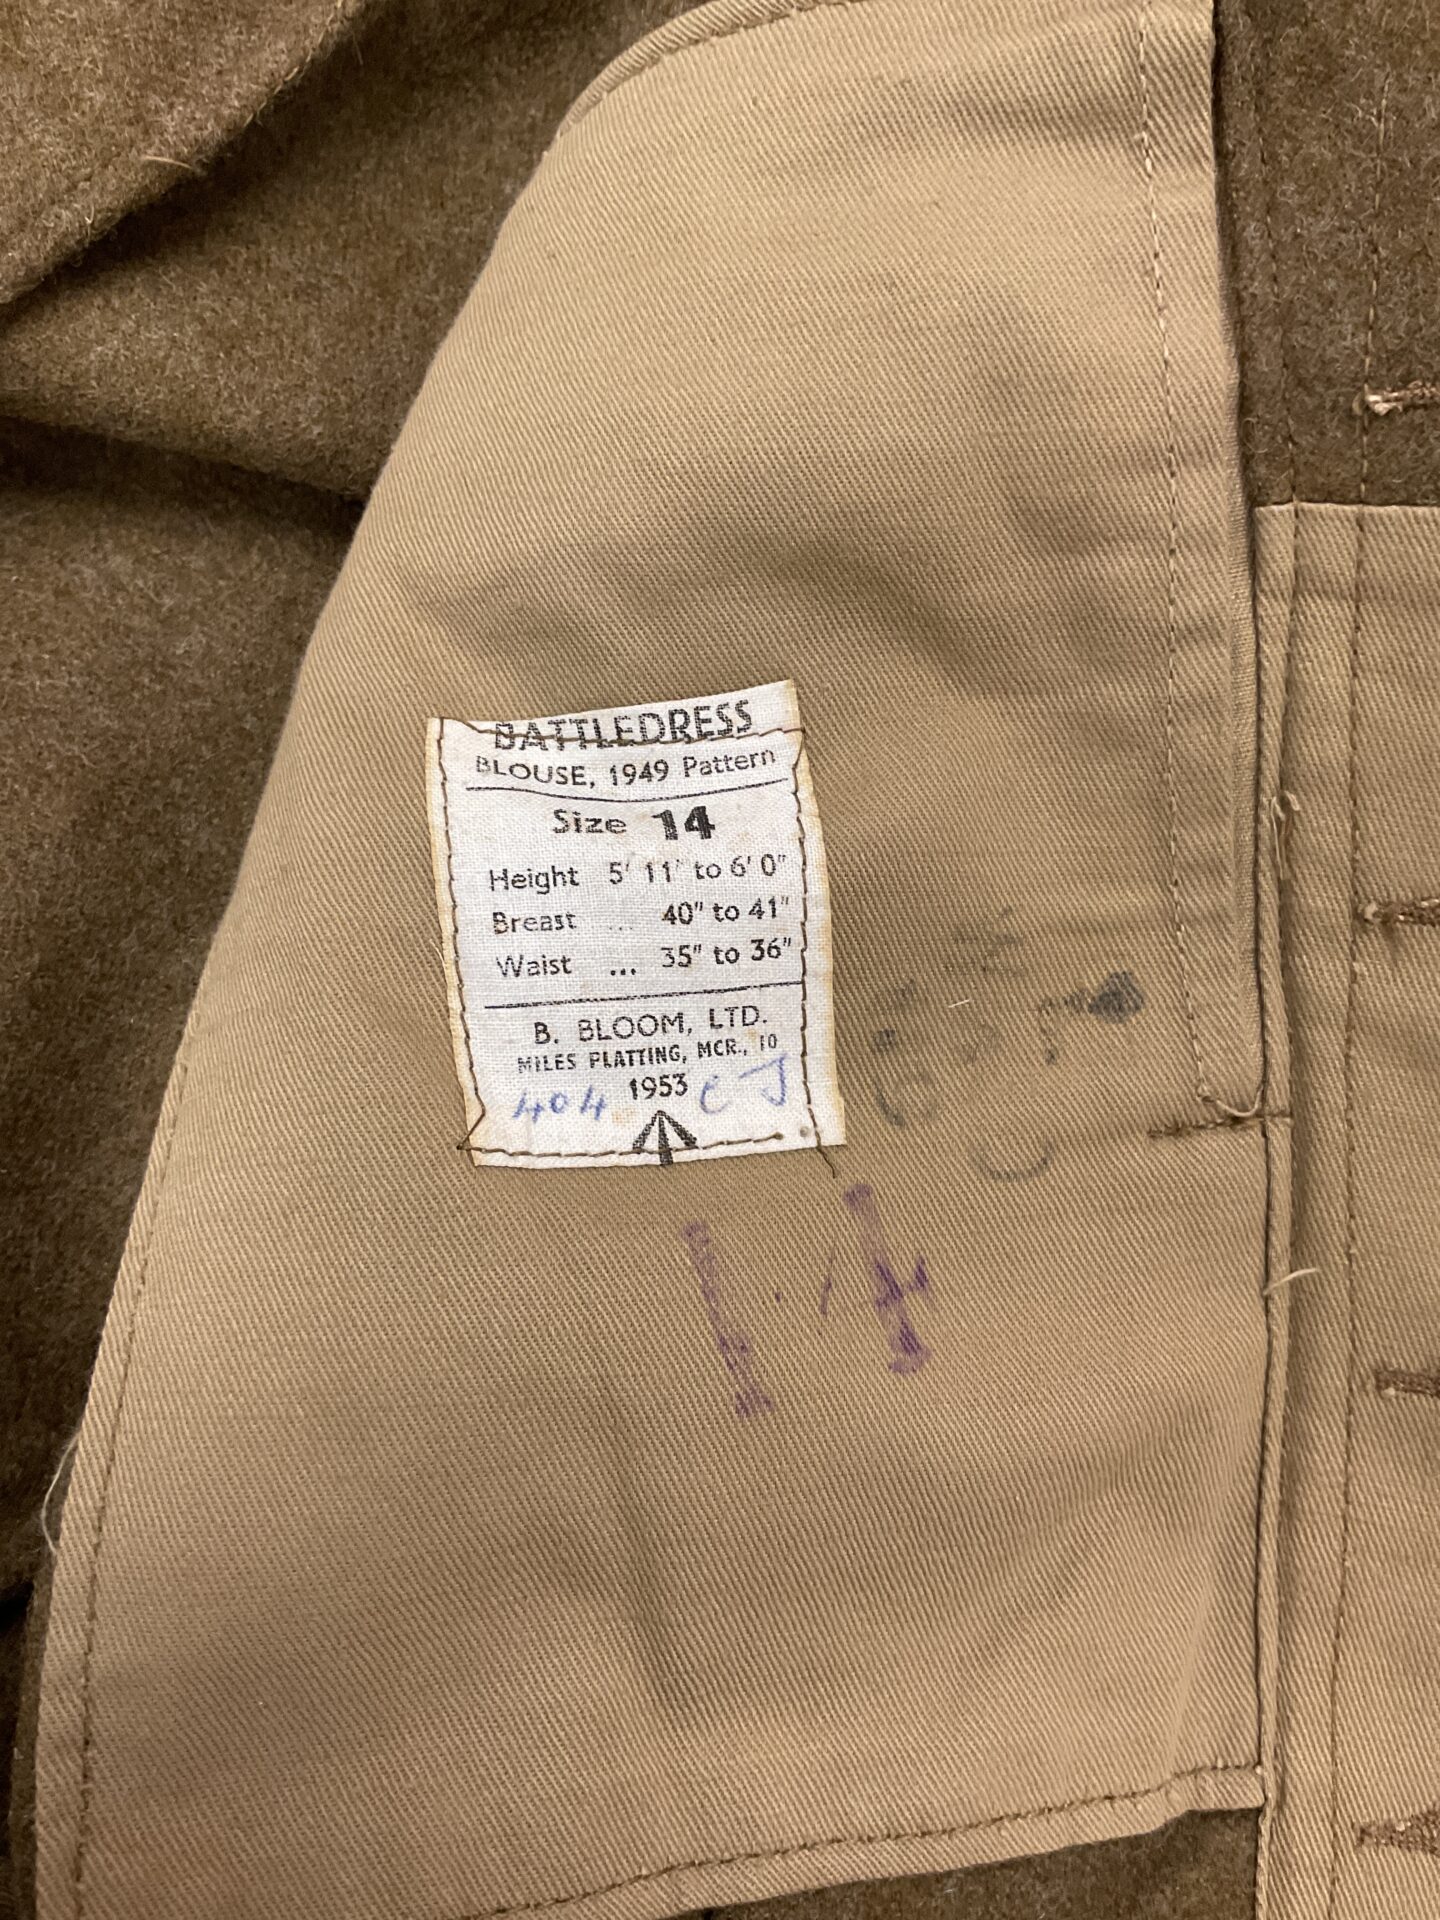 BATTLEDRESS
BLOUSE, 1949 Pattern
Size 14
Height 5' 11" to 6' 0"
Breast ... 40" to 41"
Waist ... 35" to 36"
B. BLOOM, LTD.
MILES PLATTING, MCR., 10
1953
404
14